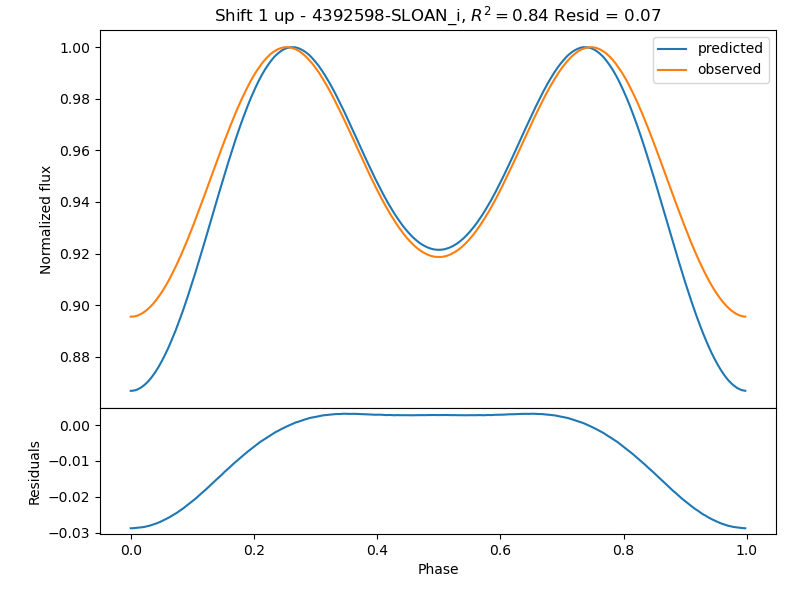 Shift 1 up - 4392598-SLOAN_i, R² = 0.84 Resid = 0.07
predicted
observed
Normalized flux
1.00
0.98
0.96
0.94
0.92
0.90
0.88
Residuals
0.00
−0.01
−0.02
−0.03
0.0
0.2
0.4
0.6
0.8
1.0
Phase